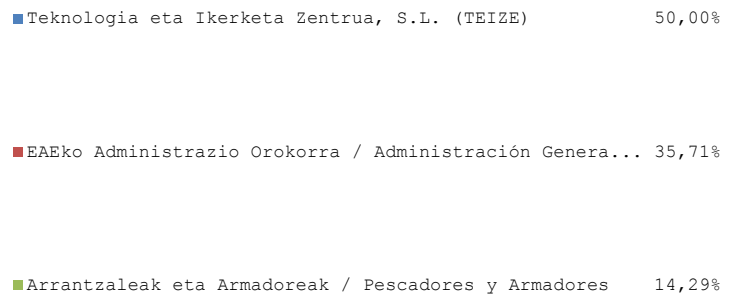 Teknologia eta Ikerketa Zentrua, S.L. (TEIZE) 50,00%
EAEko Administrazio Orokorra / Administración Genera... 35,71%
Arrantzaleak eta Armadoreak / Pescadores y Armadores 14,29%